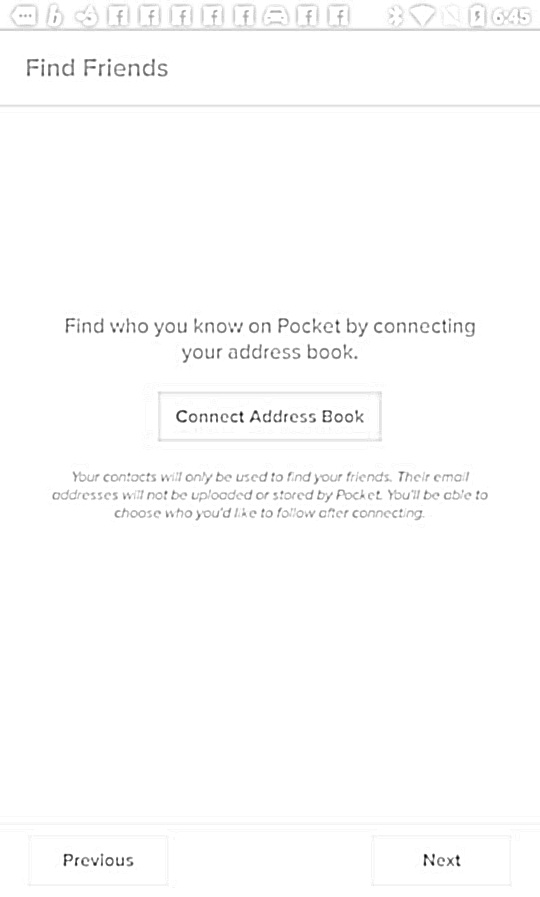 6:45
Find Friends
Find who you know on Pocket by connecting
your address book.
Connect Address Book
Your contacts will only be used to find your friends. Their email
addresses will not be uploaded or stored by Pocket. You'll be able to
choose who you'd like to follow after connecting.
Previous
Next